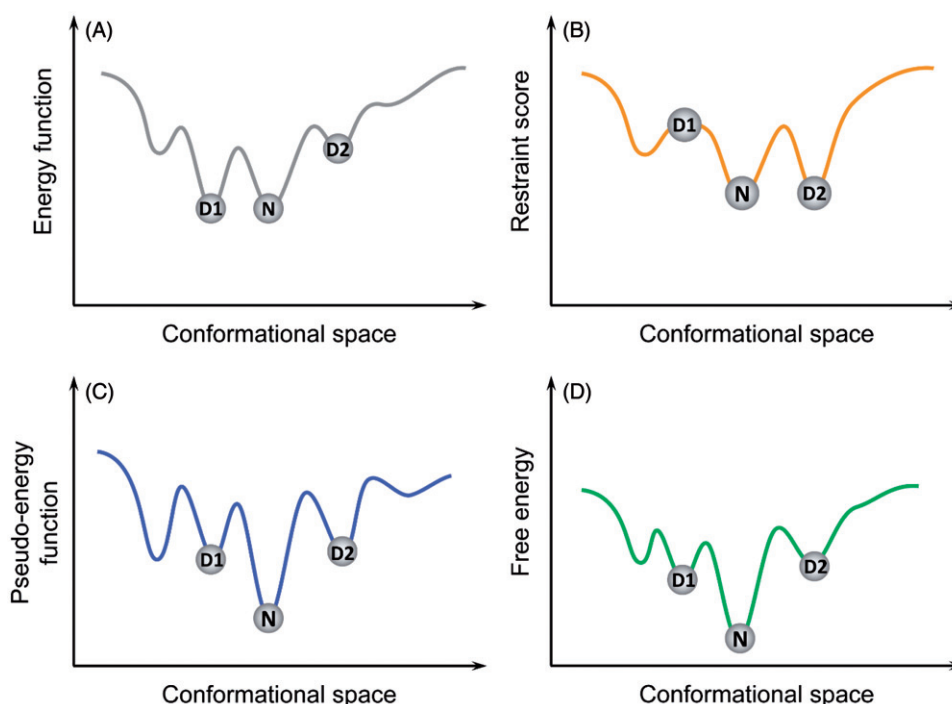 (A)
Energy function
D1
N
D2
Conformational space
(B)
Restraint score
D1
N
D2
Conformational space
(C)
Pseudo-energy
function
D1
N
D2
Conformational space
(D)
Free energy
D1
N
D2
Conformational space